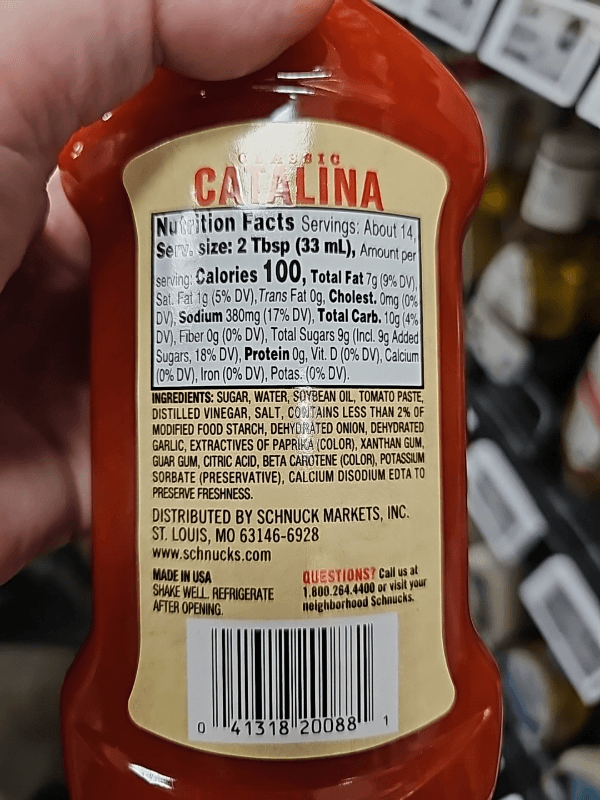 CLASSIC
CATALINA
Nutrition Facts Servings: About 14,
Serv. size: 2 Tbsp (33 mL), Amount per
serving: Calories 100, Total Fat 7g (9% DV),
Sat. Fat 1g (5% DV), Trans Fat 0g, Cholest. 0mg (0%
DV), Sodium 380mg (17% DV), Total Carb. 10g (4%
DV), Fiber 0g (0% DV), Total Sugars 9g (Incl. 9g Added
Sugars, 18% DV), Protein 0g, Vit. D (0% DV), Calcium
(0% DV), Iron (0% DV), Potas. (0% DV).
INGREDIENTS: SUGAR, WATER, SOYBEAN OIL, TOMATO PASTE,
DISTILLED VINEGAR, SALT, CONTAINS LESS THAN 2% OF
MODIFIED FOOD STARCH, DEHYDRATED ONION, DEHYDRATED
GARLIC, EXTRACTIVES OF PAPRIKA (COLOR), XANTHAN GUM,
GUAR GUM, CITRIC ACID, BETA CAROTENE (COLOR), POTASSIUM
SORBATE (PRESERVATIVE), CALCIUM DISODIUM EDTA TO
PRESERVE FRESHNESS.
DISTRIBUTED BY SCHNUCK MARKETS, INC.
ST. LOUIS, MO 63146-6928
www.schnucks.com
MADE IN USA
SHAKE WELL. REFRIGERATE
AFTER OPENING.
QUESTIONS? Call us at
1.800.264.4400 or visit your
neighborhood Schnucks.
0 41318 20088 1